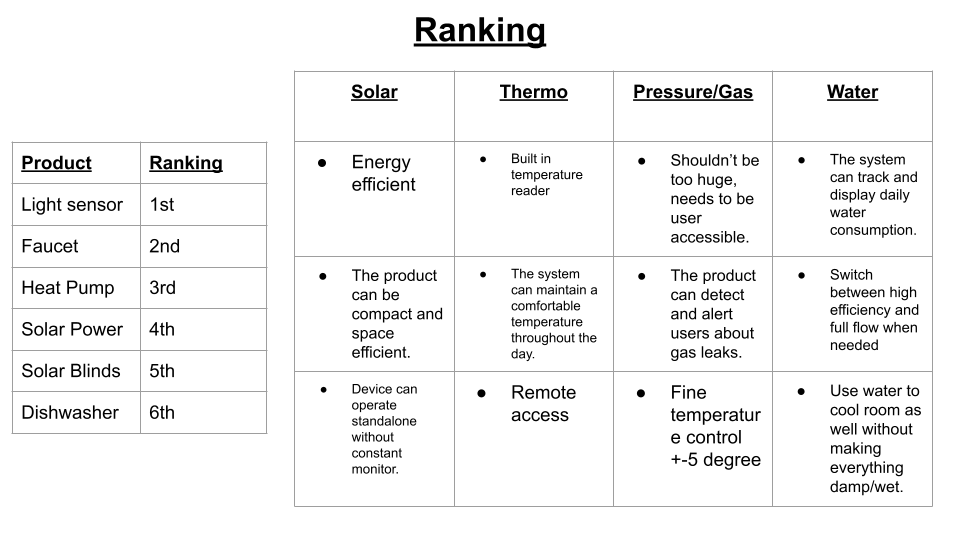 Ranking
Product Ranking
Light sensor 1st
Faucet 2nd
Heat Pump 3rd
Solar Power 4th
Solar Blinds 5th
Dishwasher 6th
Solar Thermo Pressure/Gas Water
● Energy
efficient
● Built in
temperature
reader
● Shouldn't be
too huge,
needs to be
user
accessible.
● The system
can track and
display daily
water
consumption.
● The product
can be
compact and
space
efficient.
● The system
can maintain a
comfortable
temperature
throughout the
day.
● The product
can detect
and alert
users about
gas leaks.
● Switch
between high
efficiency and
full flow when
needed
● Device can
operate
standalone
without
constant
monitor.
● Remote
access
● Fine
temperatur
e control
+-5 degree
● Use water to
cool room as
well without
making
everything
damp/wet.